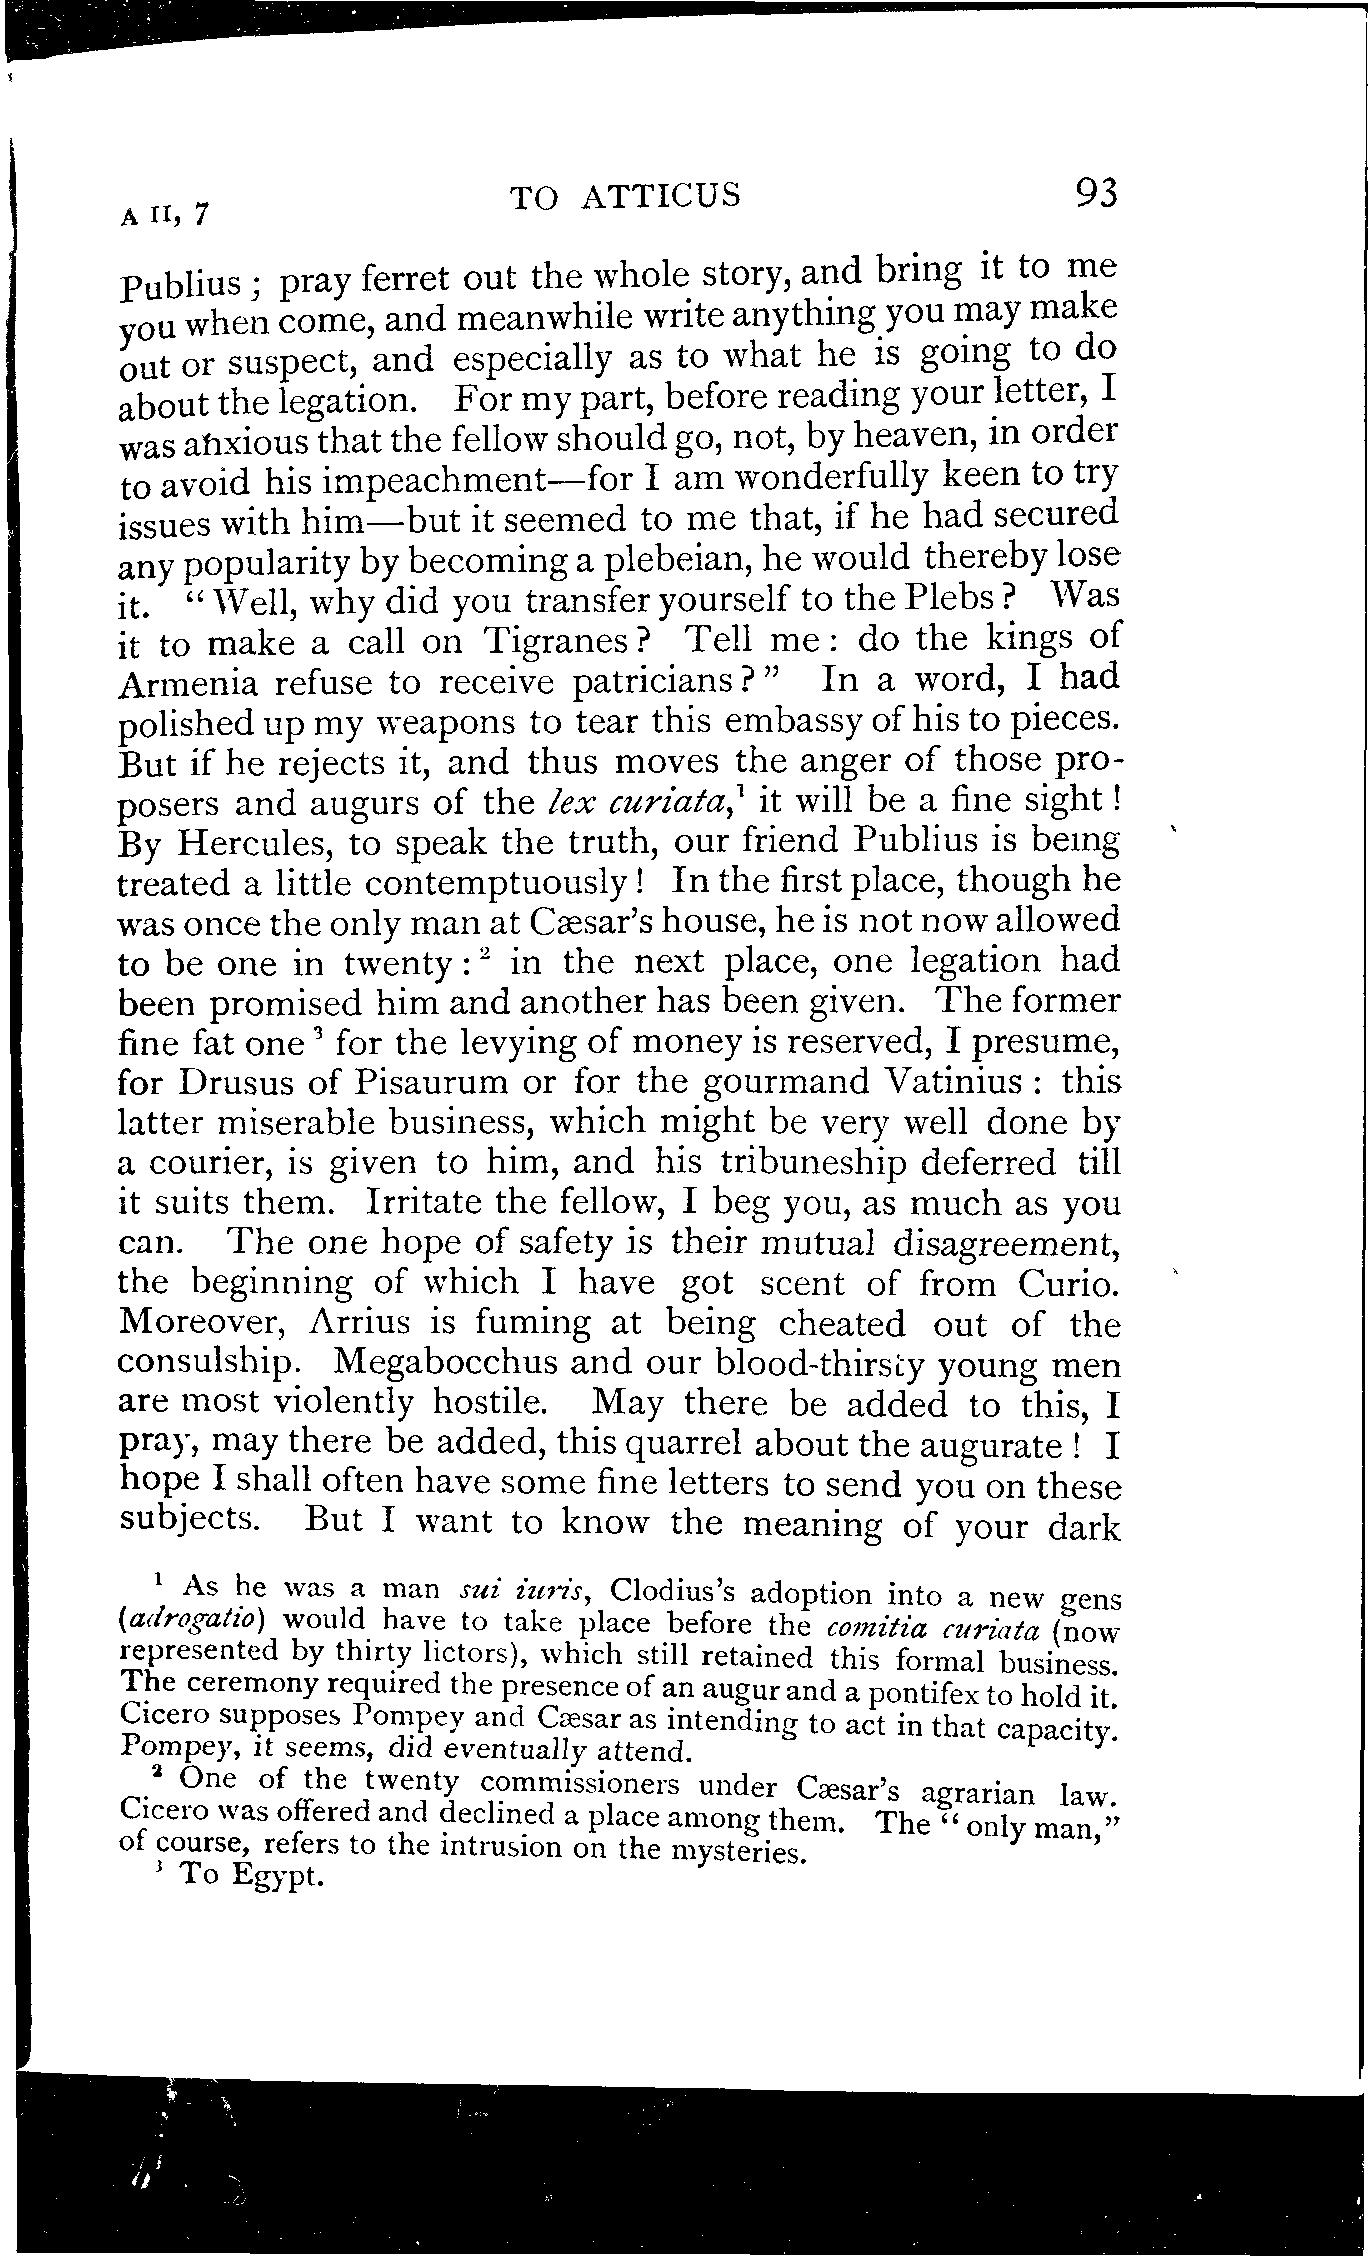 A II, 7 TO ATTICUS 93
Publius ; pray ferret out the whole story, and bring it to me
you when come, and meanwhile write anything you may make
out or suspect, and especially as to what he is going to do
about the legation. For my part, before reading your letter, I
was anxious that the fellow should go, not, by heaven, in order
to avoid his impeachment—for I am wonderfully keen to try
issues with him—but it seemed to me that, if he had secured
any popularity by becoming a plebeian, he would thereby lose
it. “Well, why did you transfer yourself to the Plebs ? Was
it to make a call on Tigranes ? Tell me : do the kings of
Armenia refuse to receive patricians ? ” In a word, I had
polished up my weapons to tear this embassy of his to pieces.
But if he rejects it, and thus moves the anger of those pro-
posers and augurs of the lex curiata,¹ it will be a fine sight !
By Hercules, to speak the truth, our friend Publius is being
treated a little contemptuously ! In the first place, though he
was once the only man at Cæsar's house, he is not now allowed
to be one in twenty : ² in the next place, one legation had
been promised him and another has been given. The former
fine fat one ³ for the levying of money is reserved, I presume,
for Drusus of Pisaurum or for the gourmand Vatinius : this
latter miserable business, which might be very well done by
a courier, is given to him, and his tribuneship deferred till
it suits them. Irritate the fellow, I beg you, as much as you
can. The one hope of safety is their mutual disagreement,
the beginning of which I have got scent of from Curio.
Moreover, Arrius is fuming at being cheated out of the
consulship. Megabocchus and our blood-thirsty young men
are most violently hostile. May there be added to this, I
pray, may there be added, this quarrel about the augurate ! I
hope I shall often have some fine letters to send you on these
subjects. But I want to know the meaning of your dark
¹ As he was a man sui iuris, Clodius's adoption into a new gens
(adrogatio) would have to take place before the comitia curiata (now
represented by thirty lictors), which still retained this formal business.
The ceremony required the presence of an augur and a pontifex to hold it.
Cicero supposes Pompey and Cæsar as intending to act in that capacity.
Pompey, it seems, did eventually attend.
² One of the twenty commissioners under Cæsar's agrarian law.
Cicero was offered and declined a place among them. The “only man,”
of course, refers to the intrusion on the mysteries.
³ To Egypt.